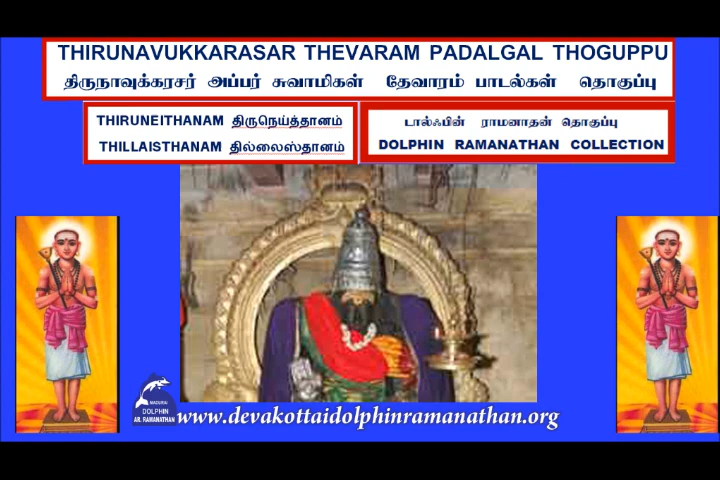 THIRUNAVUKKARASAR THEVARAM PADALGAL THOGUPPU
திருநாவுக்கரசர் அப்பர் சுவாமிகள் தேவாரம் பாடல்கள் தொகுப்பு
THIRUNEITHANAM திருநெய்த்தானம்
THILLAISTHANAM தில்லைஸ்தானம்
டால்ஃபின் ராமனாதன் தொகுப்பு
DOLPHIN RAMANATHAN COLLECTION
MADURAI
DOLPHIN
AR. RAMANATHAN
www.devakottaidolphinramanathan.org